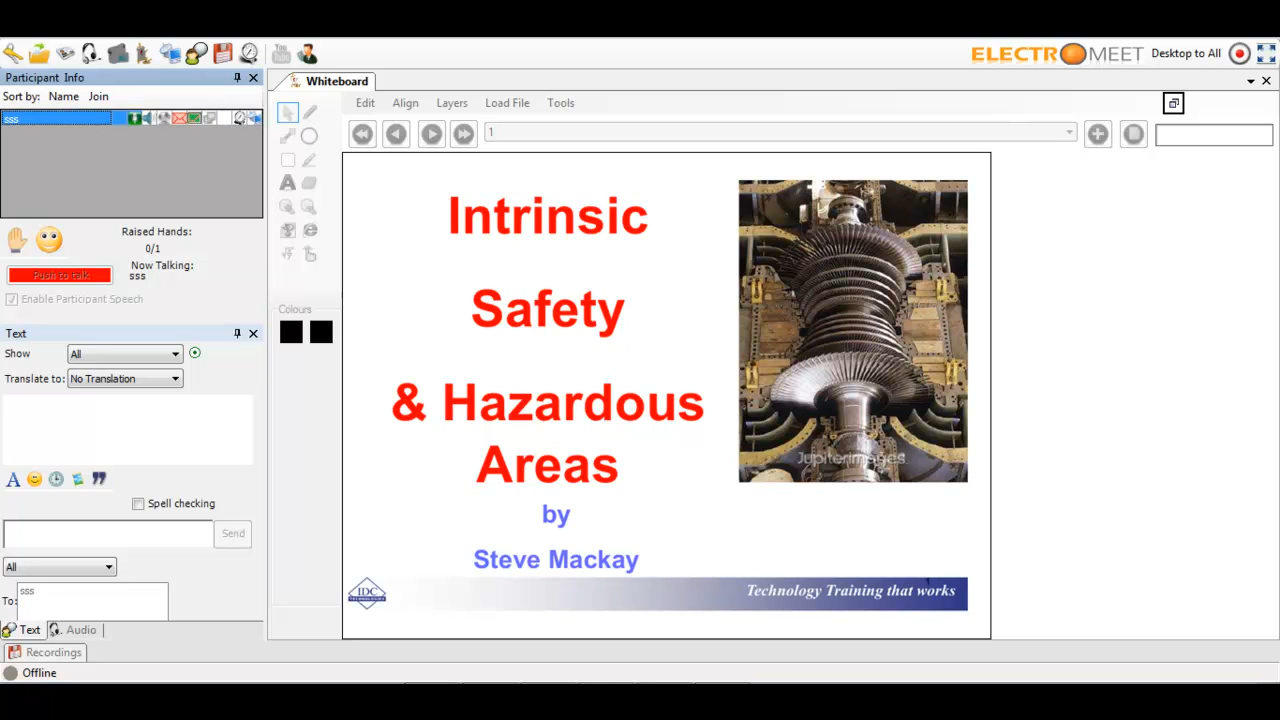 ELECTROMEET Desktop to All
Participant Info
Sort by: Name Join
sss
Raised Hands:
0/1
Now Talking:
sss
Push to talk
Enable Participant Speech
Text
Show All
Translate to: No Translation
Spell checking
Send
All
To: sss
Text Audio
Recordings
Offline
Whiteboard
Edit Align Layers Load File Tools
1
A
Colours
Intrinsic
Safety
& Hazardous
Areas
by
Steve Mackay
Jupiterimages
IDC
TECHNOLOGIES
Technology Training that works